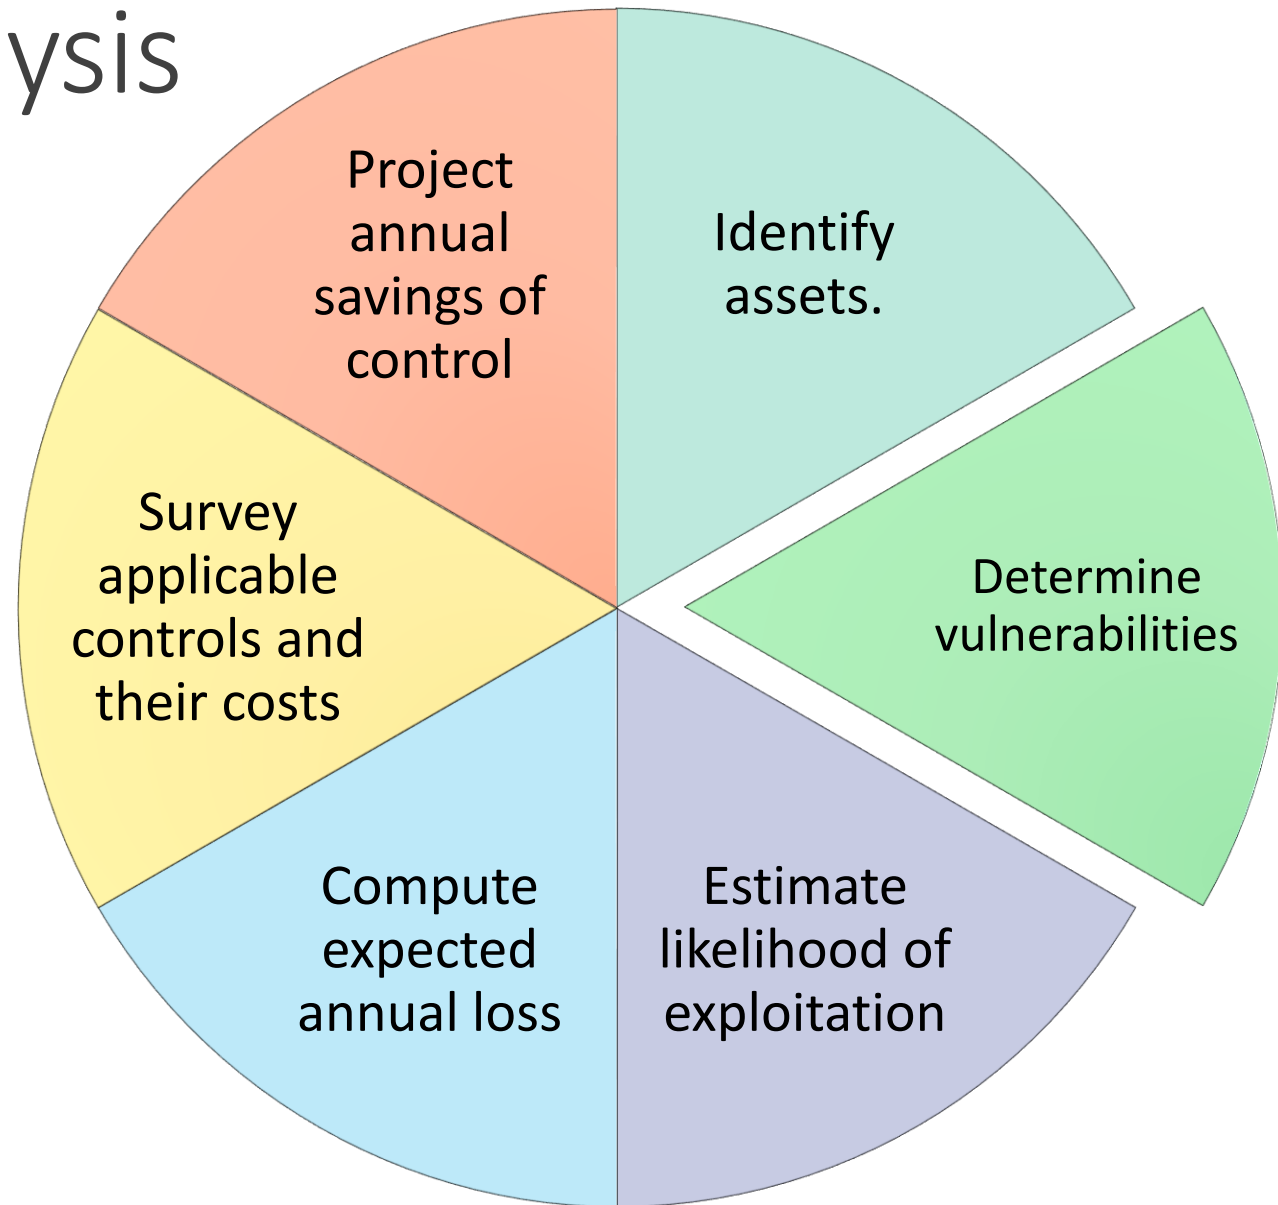 ysis
Project
annual
savings of
control
Identify
assets.
Survey
applicable
controls and
their costs
Determine
vulnerabilities
Compute
expected
annual loss
Estimate
likelihood of
exploitation